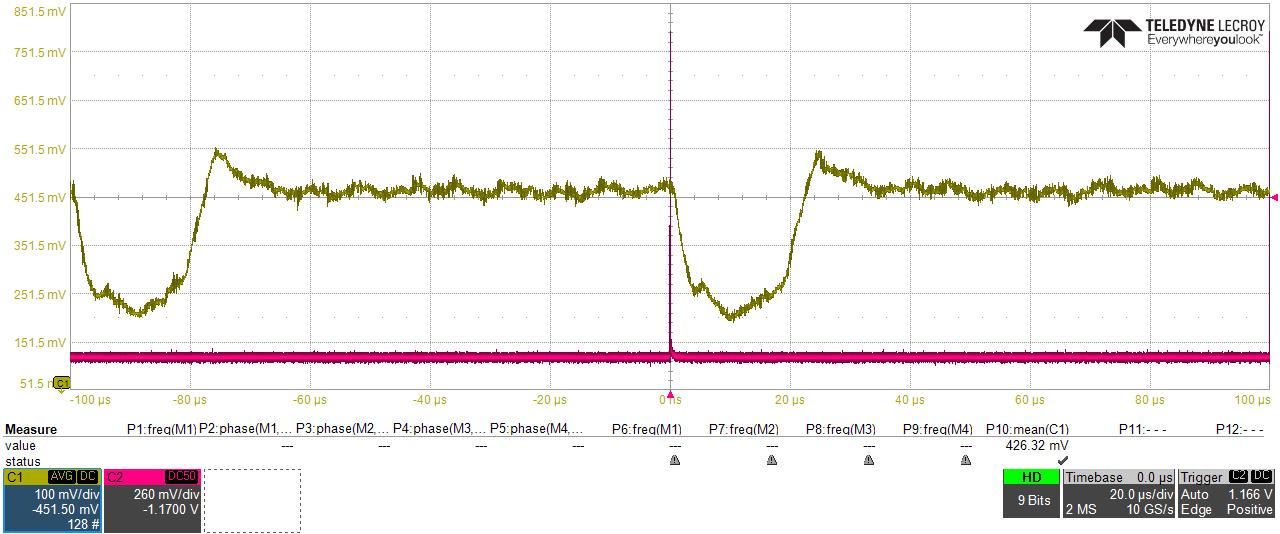 851.5 mV
TELEDYNE LECROY
Everywhereyoulook™
751.5 mV
651.5 mV
551.5 mV
451.5 mV
351.5 mV
251.5 mV
151.5 mV
51.5 C1
-100 µs -80 µs -60 µs -40 µs -20 µs 0 ns 20 µs 40 µs 60 µs 80 µs 100 µs
Measure P1:freq(M1) P2:phase(M1,... P3:phase(M2,... P4:phase(M3,... P5:phase(M4,... P6:freq(M1) P7:freq(M2) P8:freq(M3) P9:freq(M4) P10:mean(C1) P11:- - - P12:- - -
value --- --- --- --- --- --- --- --- 426.32 mV
status
C1 AVG DC
100 mV/div
-451.50 mV
128 #
C2 DC50
260 mV/div
-1.1700 V
HD
9 Bits
Timebase 0.0 µs
20.0 µs/div
2 MS 10 GS/s
Trigger C2 DC
Auto 1.166 V
Edge Positive